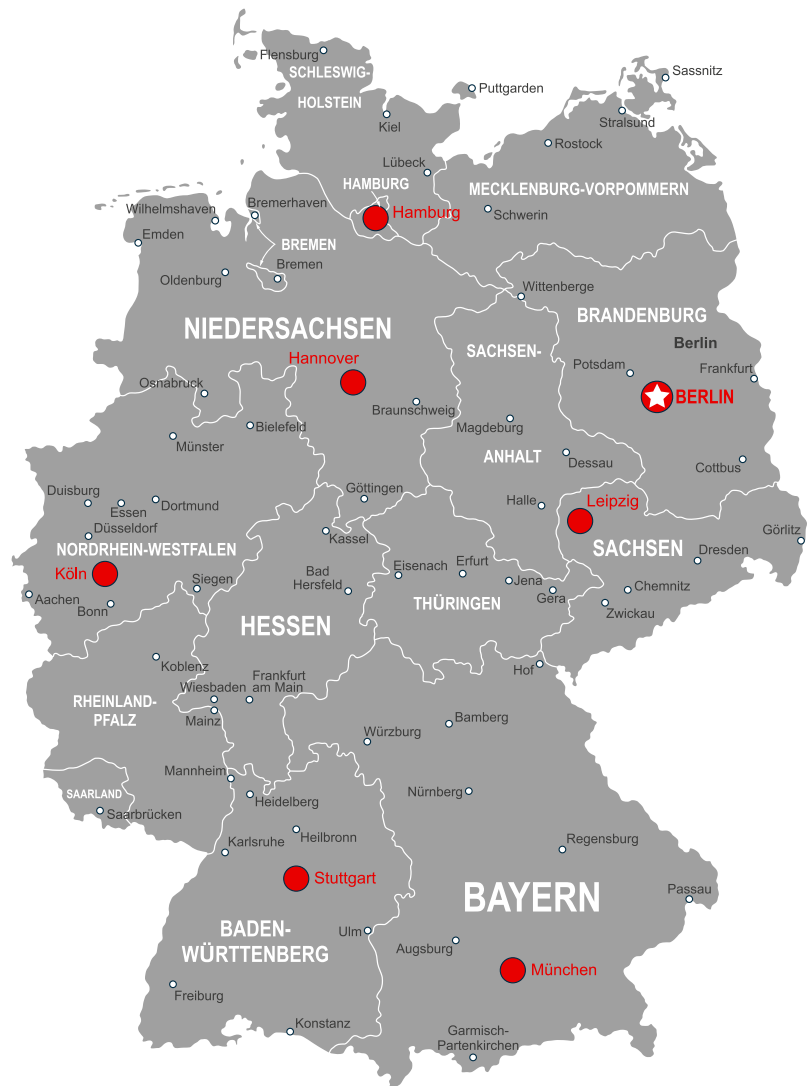 Flensburg
SCHLESWIG-
HOLSTEIN
Puttgarden
Sassnitz
Kiel
Stralsund
Rostock
Lübeck
HAMBURG
MECKLENBURG-VORPOMMERN
Wilhelmshaven
Bremerhaven
Hamburg
Schwerin
Emden
BREMEN
Bremen
Oldenburg
Wittenberge
NIEDERSACHSEN
BRANDENBURG
Hannover
SACHSEN-
Berlin
Potsdam
Frankfurt
Osnabruck
BERLIN
Braunschweig
Magdeburg
Bielefeld
Münster
ANHALT
Dessau
Cottbus
Duisburg
Göttingen
Essen
Dortmund
Halle
Leipzig
Düsseldorf
Kassel
Görlitz
NORDRHEIN-WESTFALEN
SACHSEN
Dresden
Köln
Bad
Hersfeld
Eisenach
Erfurt
Jena
Siegen
Gera
Chemnitz
Aachen
Bonn
THÜRINGEN
Zwickau
HESSEN
Koblenz
Hof
Wiesbaden
Frankfurt
am Main
RHEINLAND-
PFALZ
Mainz
Bamberg
Würzburg
Mannheim
Nürnberg
SAARLAND
Heidelberg
Saarbrücken
Heilbronn
Karlsruhe
Regensburg
Stuttgart
BAYERN
Passau
BADEN-
WÜRTTENBERG
Ulm
Augsburg
München
Freiburg
Konstanz
Garmisch-
Partenkirchen